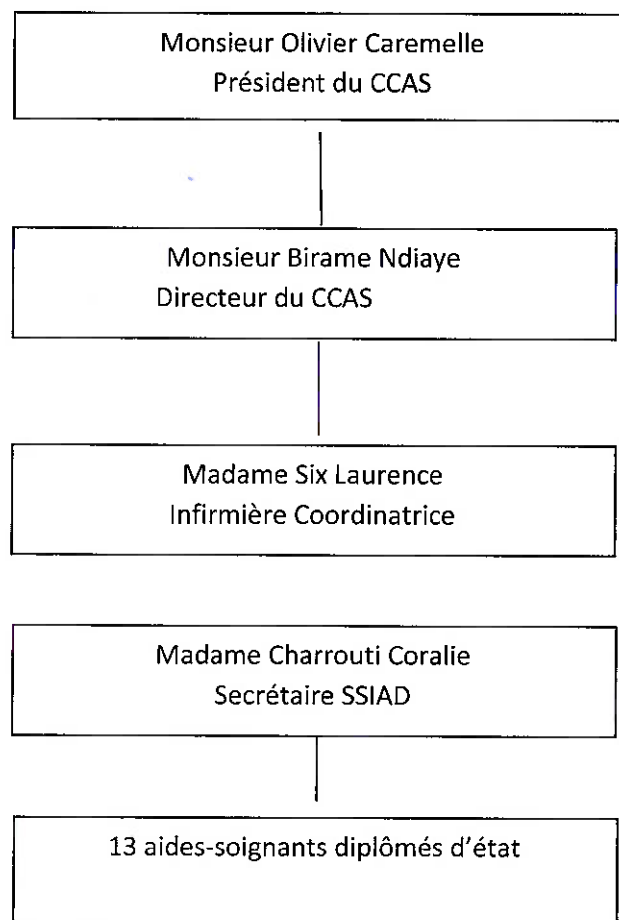 Monsieur Olivier Caremelle
Président du CCAS
Monsieur Birame Ndiaye
Directeur du CCAS
Madame Six Laurence
Infirmière Coordinatrice
Madame Charrouti Coralie
Secrétaire SSIAD
13 aides-soignants diplômés d'état